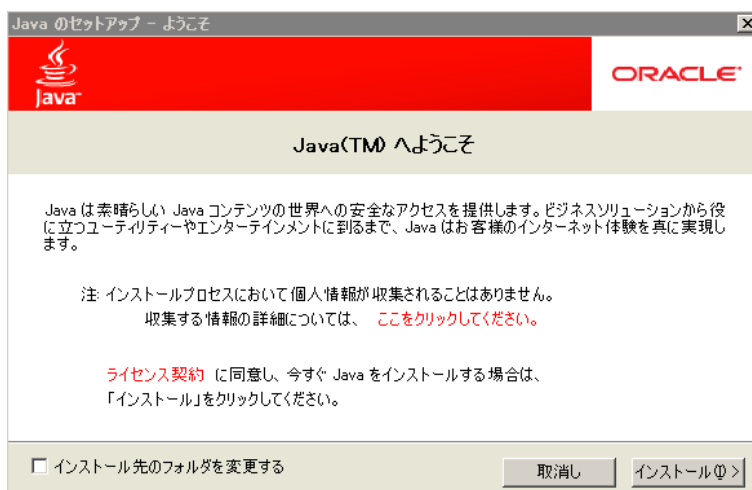 Java のセットアップ - ようこそ
Java™
ORACLE®
Java(TM) へようこそ
Java は素晴らしい Java コンテンツの世界への安全なアクセスを提供します。ビジネスソリューションから役
に立つユーティリティーやエンターテインメントに到るまで、Java はお客様のインターネット体験を真に実現し
ます。
注: インストールプロセスにおいて個人情報が収集されることはありません。
収集する情報の詳細については、 ここをクリックしてください。
ライセンス契約 に同意し、今すぐ Java をインストールする場合は、
「インストール」をクリックしてください。
インストール先のフォルダを変更する
取消し
インストール(I) >